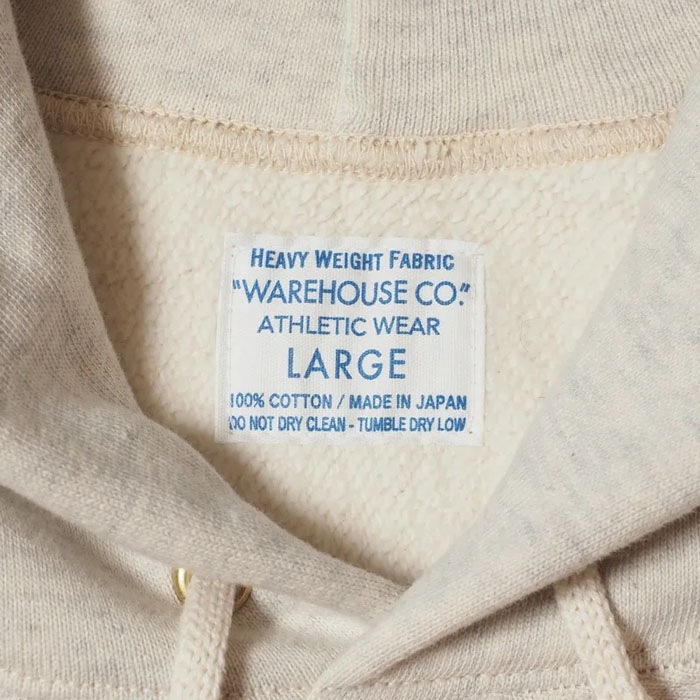 HEAVY WEIGHT FABRIC
"WAREHOUSE CO."
ATHLETIC WEAR
LARGE
100% COTTON / MADE IN JAPAN
DO NOT DRY CLEAN - TUMBLE DRY LOW